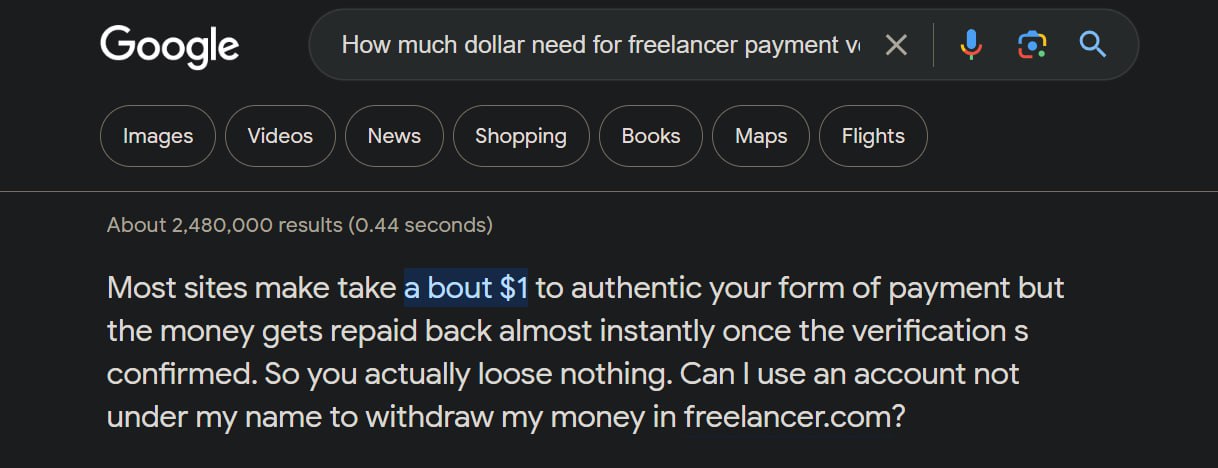 Google
How much dollar need for freelancer payment
Images Videos News Shopping Books Maps Flights
About 2,480,000 results (0.44 seconds)
Most sites make take a bout $1 to authentic your form of payment but
the money gets repaid back almost instantly once the verification s
confirmed. So you actually loose nothing. Can I use an account not
under my name to withdraw my money in freelancer.com?